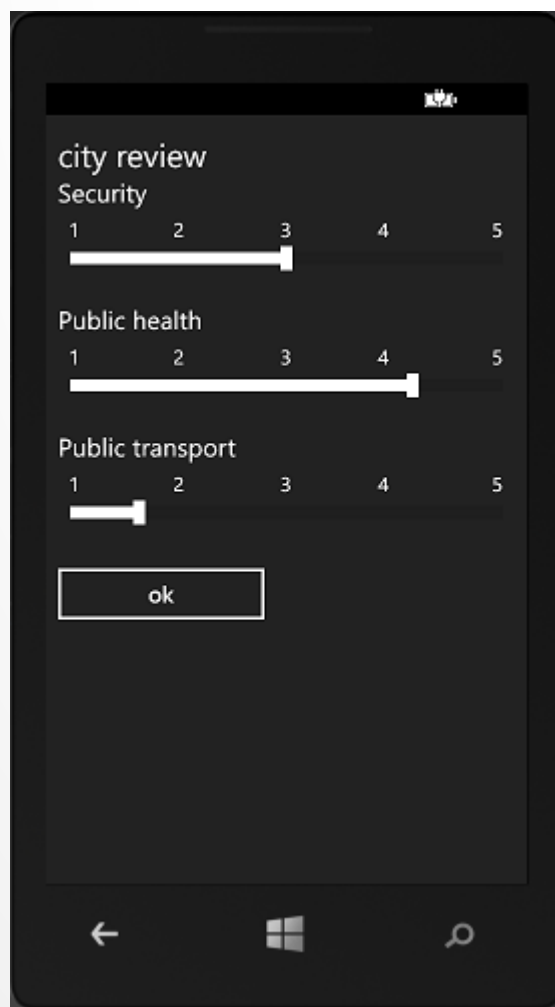 city review
Security
1 2 3 4 5
Public health
1 2 3 4 5
Public transport
1 2 3 4 5
ok